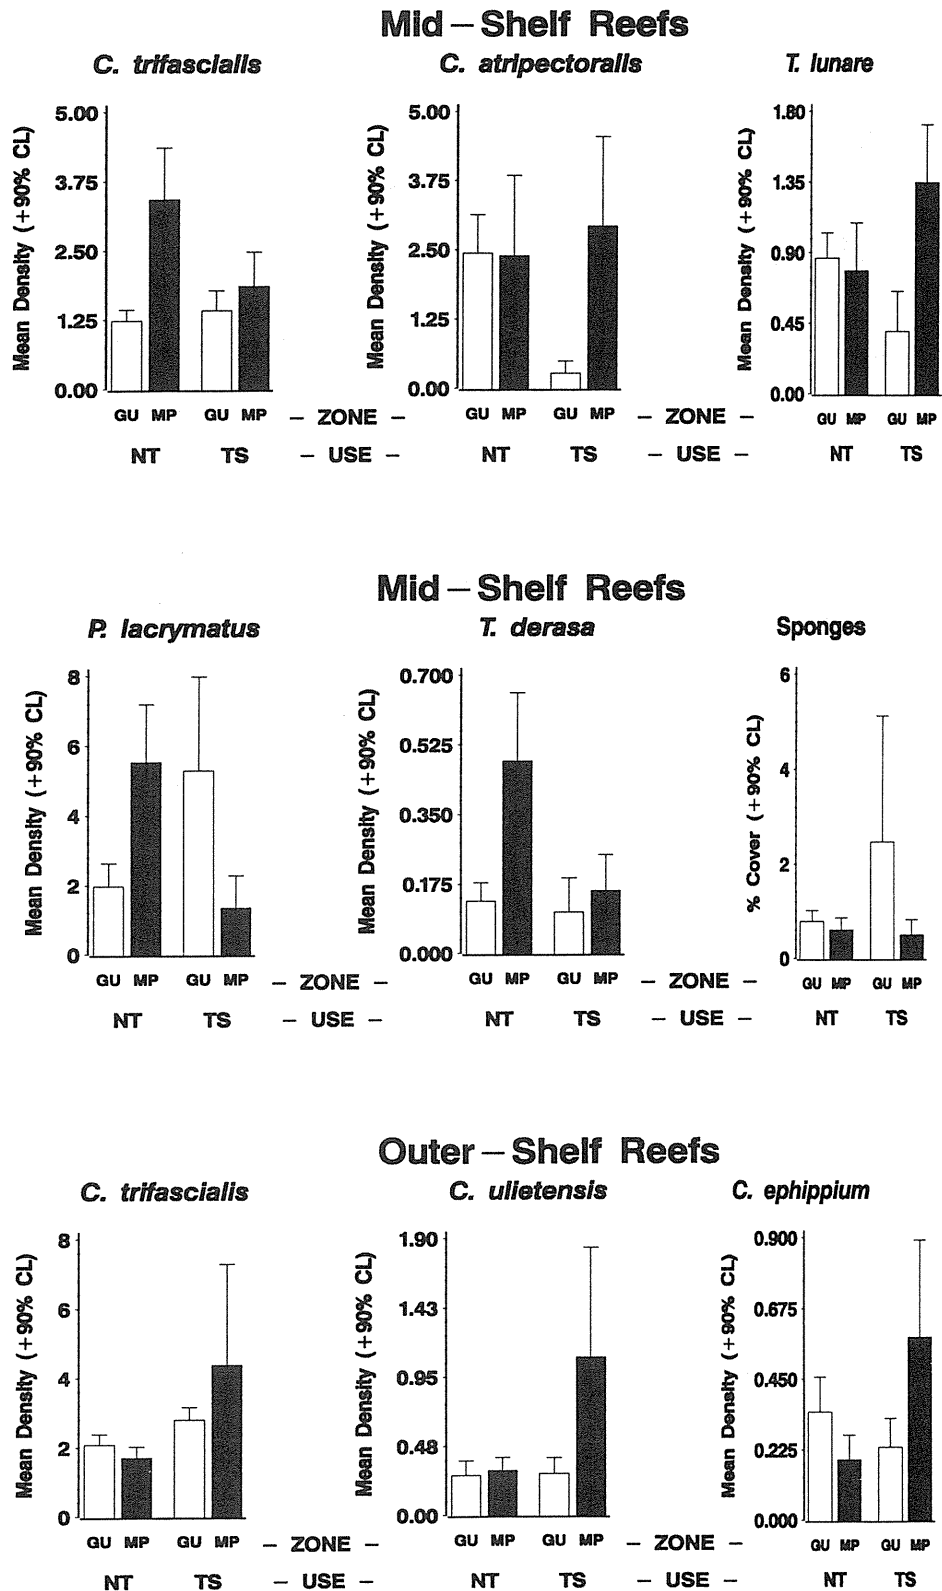 Mid – Shelf Reefs
C. trifascialis
C. atripectoralis
T. lunare
Mean Density (+90% CL)
5.00
3.75
2.50
1.25
0.00
GU MP GU MP – ZONE –
NT TS – USE –
Mean Density (+90% CL)
5.00
3.75
2.50
1.25
0.00
GU MP GU MP – ZONE –
NT TS – USE –
Mean Density (+90% CL)
1.80
1.35
0.90
0.45
0.00
GU MP GU MP
NT TS
Mid – Shelf Reefs
P. lacrymatus
T. derasa
Sponges
Mean Density (+90% CL)
8
6
4
2
0
GU MP GU MP – ZONE –
NT TS – USE –
Mean Density (+90% CL)
0.700
0.525
0.350
0.175
0.000
GU MP GU MP – ZONE –
NT TS – USE –
% Cover (+90% CL)
6
4
2
0
GU MP GU MP
NT TS
Outer – Shelf Reefs
C. trifascialis
C. ulietensis
C. ephippium
Mean Density (+90% CL)
8
6
4
2
0
GU MP GU MP – ZONE –
NT TS – USE –
Mean Density (+90% CL)
1.90
1.43
0.95
0.48
0.00
GU MP GU MP – ZONE –
NT TS – USE –
Mean Density (+90% CL)
0.900
0.675
0.450
0.225
0.000
GU MP GU MP
NT TS